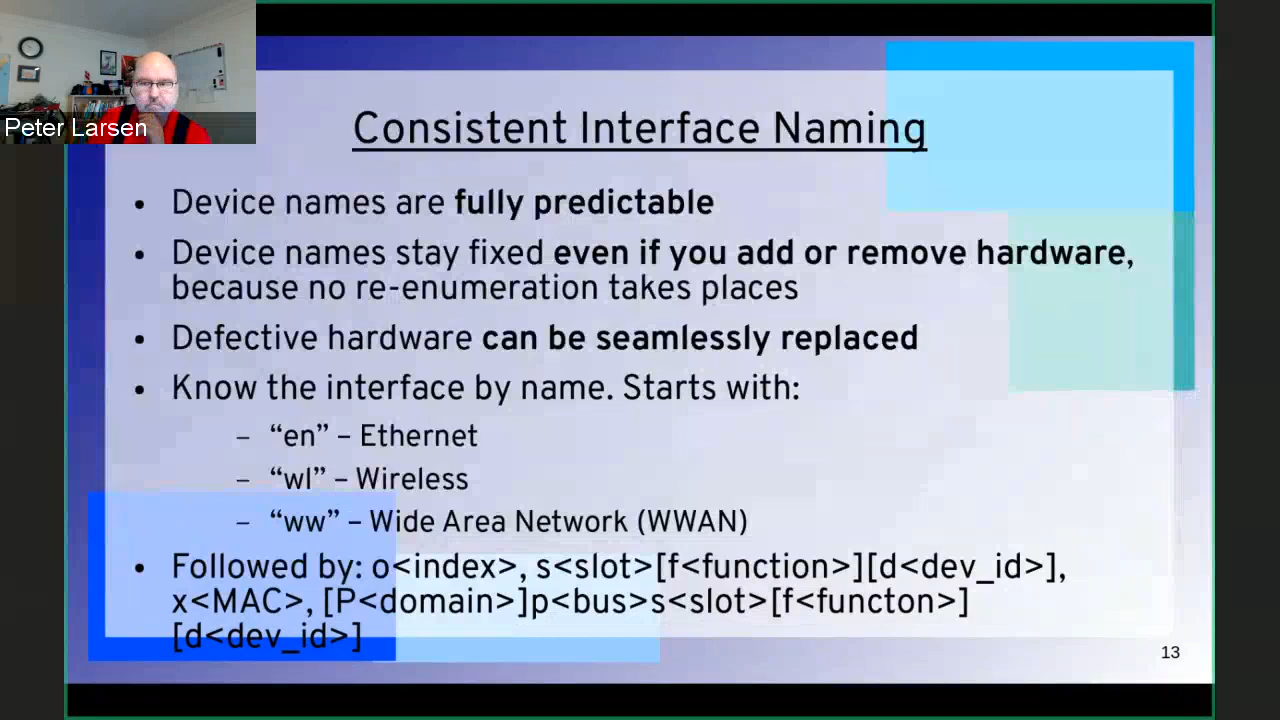 Peter Larsen
Consistent Interface Naming
• Device names are fully predictable
• Device names stay fixed even if you add or remove hardware,
because no re-enumeration takes places
• Defective hardware can be seamlessly replaced
• Know the interface by name. Starts with:
– “en” – Ethernet
– “wl” – Wireless
– “ww” – Wide Area Network (WWAN)
• Followed by: o<index>, s<slot>[f<function>][d<dev_id>],
x<MAC>, [P<domain>]p<bus>s<slot>[f<functon>]
[d<dev_id>]
13